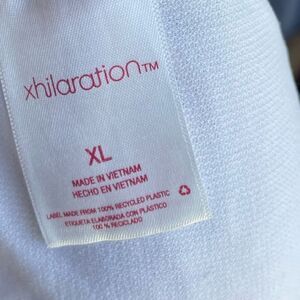 xhilaration™
XL
MADE IN VIETNAM
HECHO EN VIETNAM
LABEL MADE FROM 100% RECYCLED PLASTIC
ETIQUETA ELABORADA CON PLÁSTICO
100 % RECICLADO